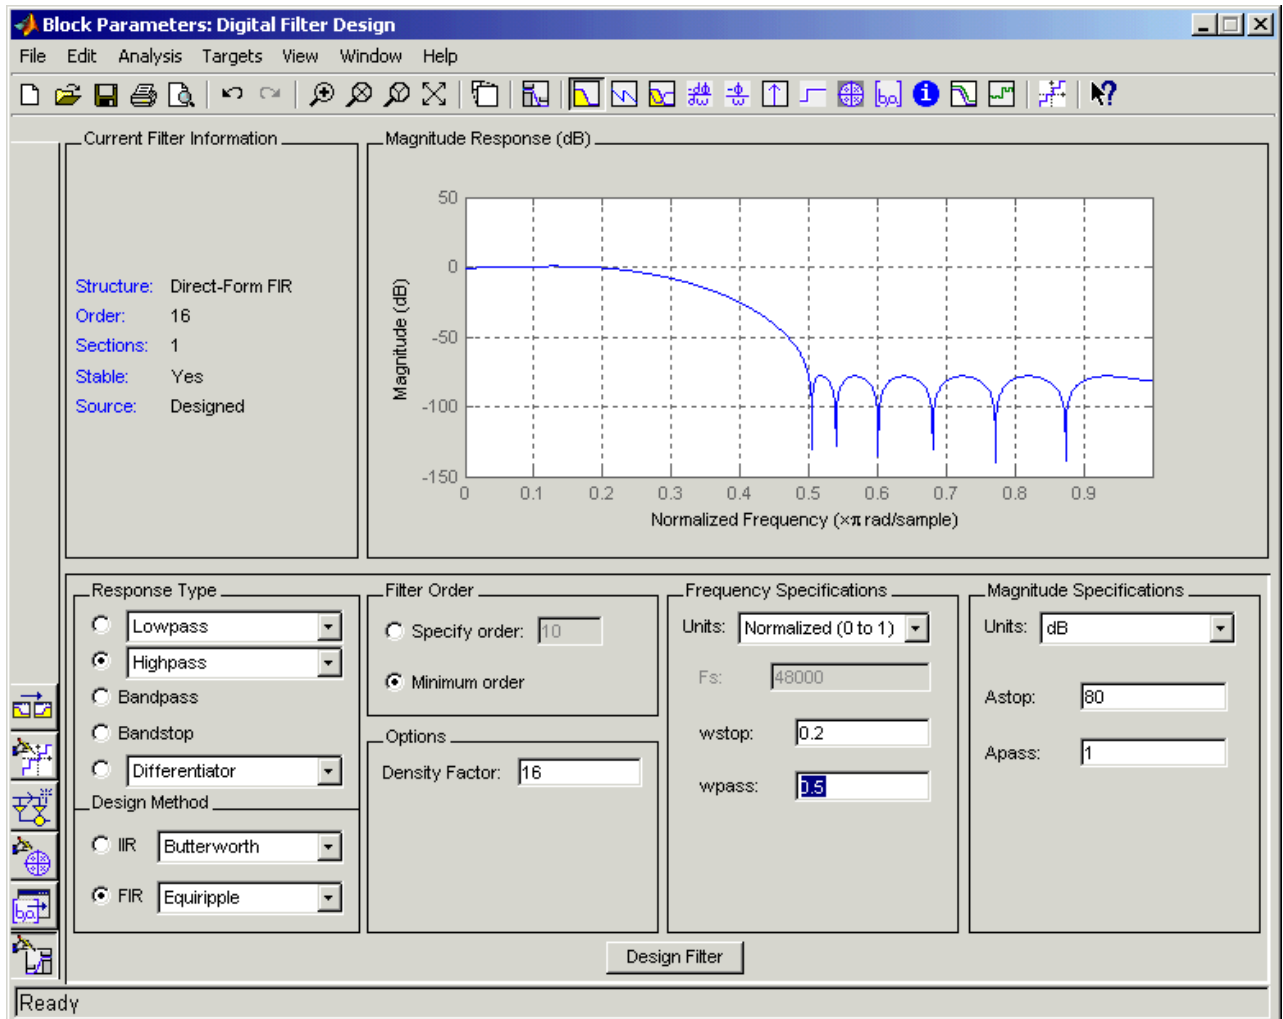 Block Parameters: Digital Filter Design
File Edit Analysis Targets View Window Help
Current Filter Information
Structure: Direct-Form FIR
Order: 16
Sections: 1
Stable: Yes
Source: Designed
Magnitude Response (dB)
50
0
-50
-100
-150
Magnitude (dB)
0 0.1 0.2 0.3 0.4 0.5 0.6 0.7 0.8 0.9
Normalized Frequency (×π rad/sample)
Response Type
Lowpass
Highpass
Bandpass
Bandstop
Differentiator
Design Method
IIR Butterworth
FIR Equiripple
Filter Order
Specify order: 10
Minimum order
Options
Density Factor: 16
Frequency Specifications
Units: Normalized (0 to 1)
Fs: 48000
wstop: 0.2
wpass: 0.5
Magnitude Specifications
Units: dB
Astop: 80
Apass: 1
Design Filter
Ready